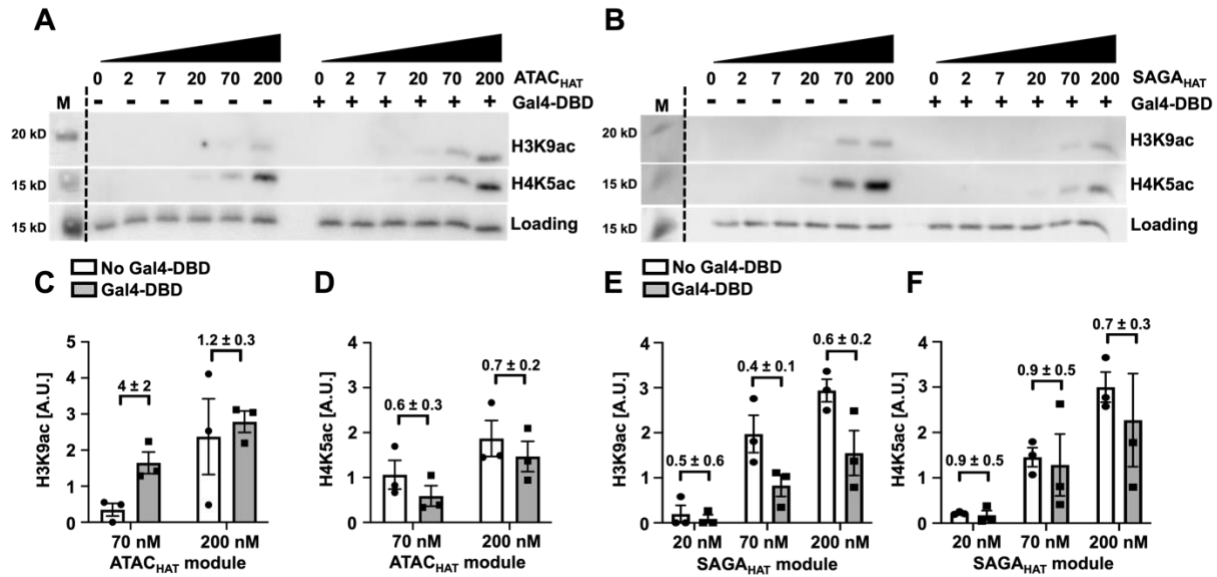 A
0 2 7 20 70 200 0 2 7 20 70 200 ATAC_HAT
M - - - - - - + + + + + + Gal4-DBD
20 kD
H3K9ac
15 kD
H4K5ac
15 kD
Loading
B
0 2 7 20 70 200 0 2 7 20 70 200 SAGA_HAT
M - - - - - - + + + + + + Gal4-DBD
20 kD
H3K9ac
15 kD
H4K5ac
15 kD
Loading
No Gal4-DBD
Gal4-DBD
C
H3K9ac [A.U.]
5
4
3
2
1
0
4 ± 2
1.2 ± 0.3
70 nM 200 nM
ATAC_HAT module
D
H4K5ac [A.U.]
4
3
2
1
0
0.6 ± 0.3
0.7 ± 0.2
70 nM 200 nM
ATAC_HAT module
No Gal4-DBD
Gal4-DBD
E
H3K9ac [A.U.]
4
3
2
1
0
0.5 ± 0.6
0.4 ± 0.1
0.6 ± 0.2
20 nM 70 nM 200 nM
SAGA_HAT module
F
H4K5ac [A.U.]
4
3
2
1
0
0.9 ± 0.5
0.9 ± 0.5
0.7 ± 0.3
20 nM 70 nM 200 nM
SAGA_HAT module